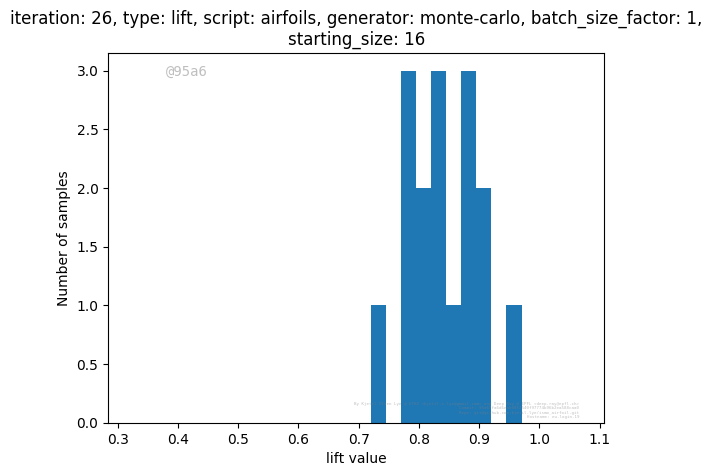 iteration: 26, type: lift, script: airfoils, generator: monte-carlo, batch_size_factor: 1,
starting_size: 16
@95a6
3.0
2.5
2.0
1.5
1.0
0.5
0.0
Number of samples
0.3 0.4 0.5 0.6 0.7 0.8 0.9 1.0 1.1
lift value